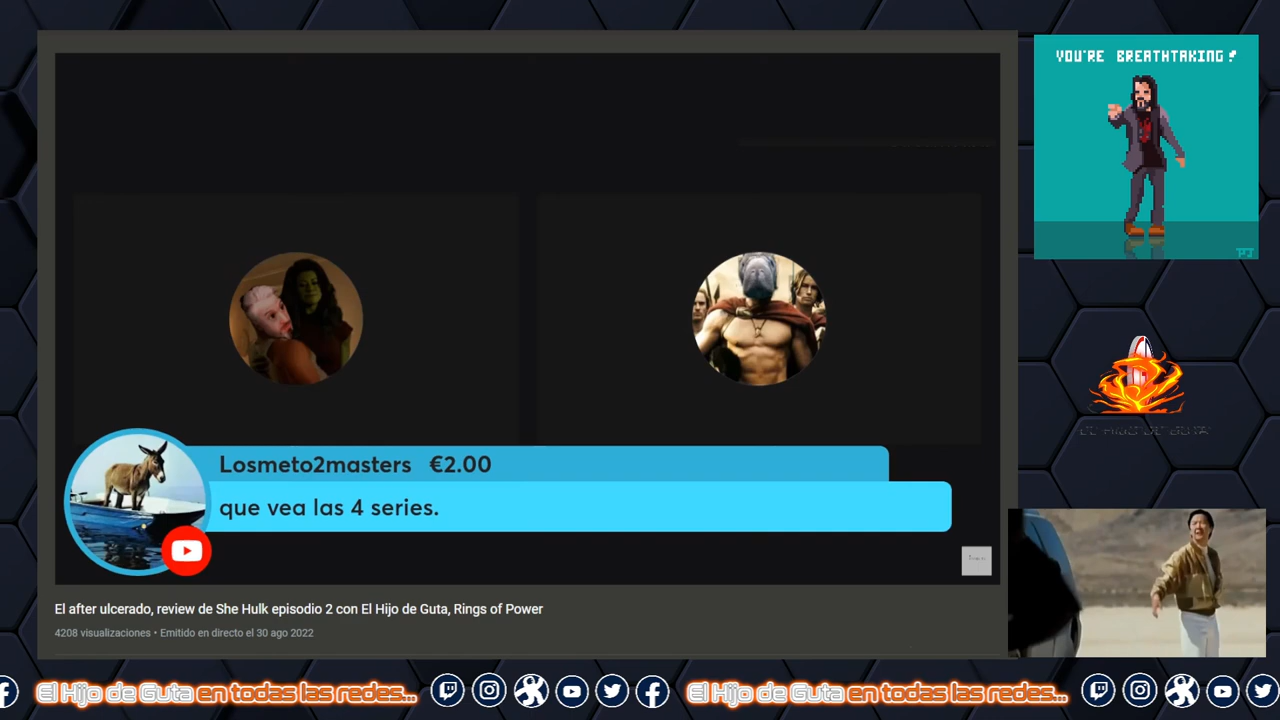 YOU'RE BREATHTAKING!
PJ
Losmeto2masters €2.00
que vea las 4 series.
El after ulcerado, review de She Hulk episodio 2 con El Hijo de Guta, Rings of Power
4208 visualizaciones • Emitido en directo el 30 ago 2022
El Hijo de Guta en todas las redes... El Hijo de Guta en todas las redes...